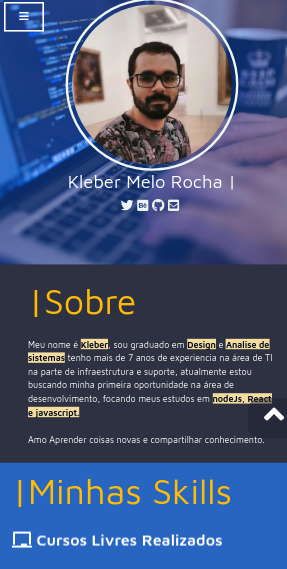 Kleber Melo Rocha |
|Sobre
Meu nome é Kleber, sou graduado em Design e Analise de
sistemas tenho mais de 7 anos de experiencia na área de TI
na parte de infraestrutura e suporte, atualmente estou
buscando minha primeira oportunidade na área de
desenvolvimento, focando meus estudos em nodeJs, React
e javascript.
Amo Aprender coisas novas e compartilhar conhecimento.
|Minhas Skills
Cursos Livres Realizados